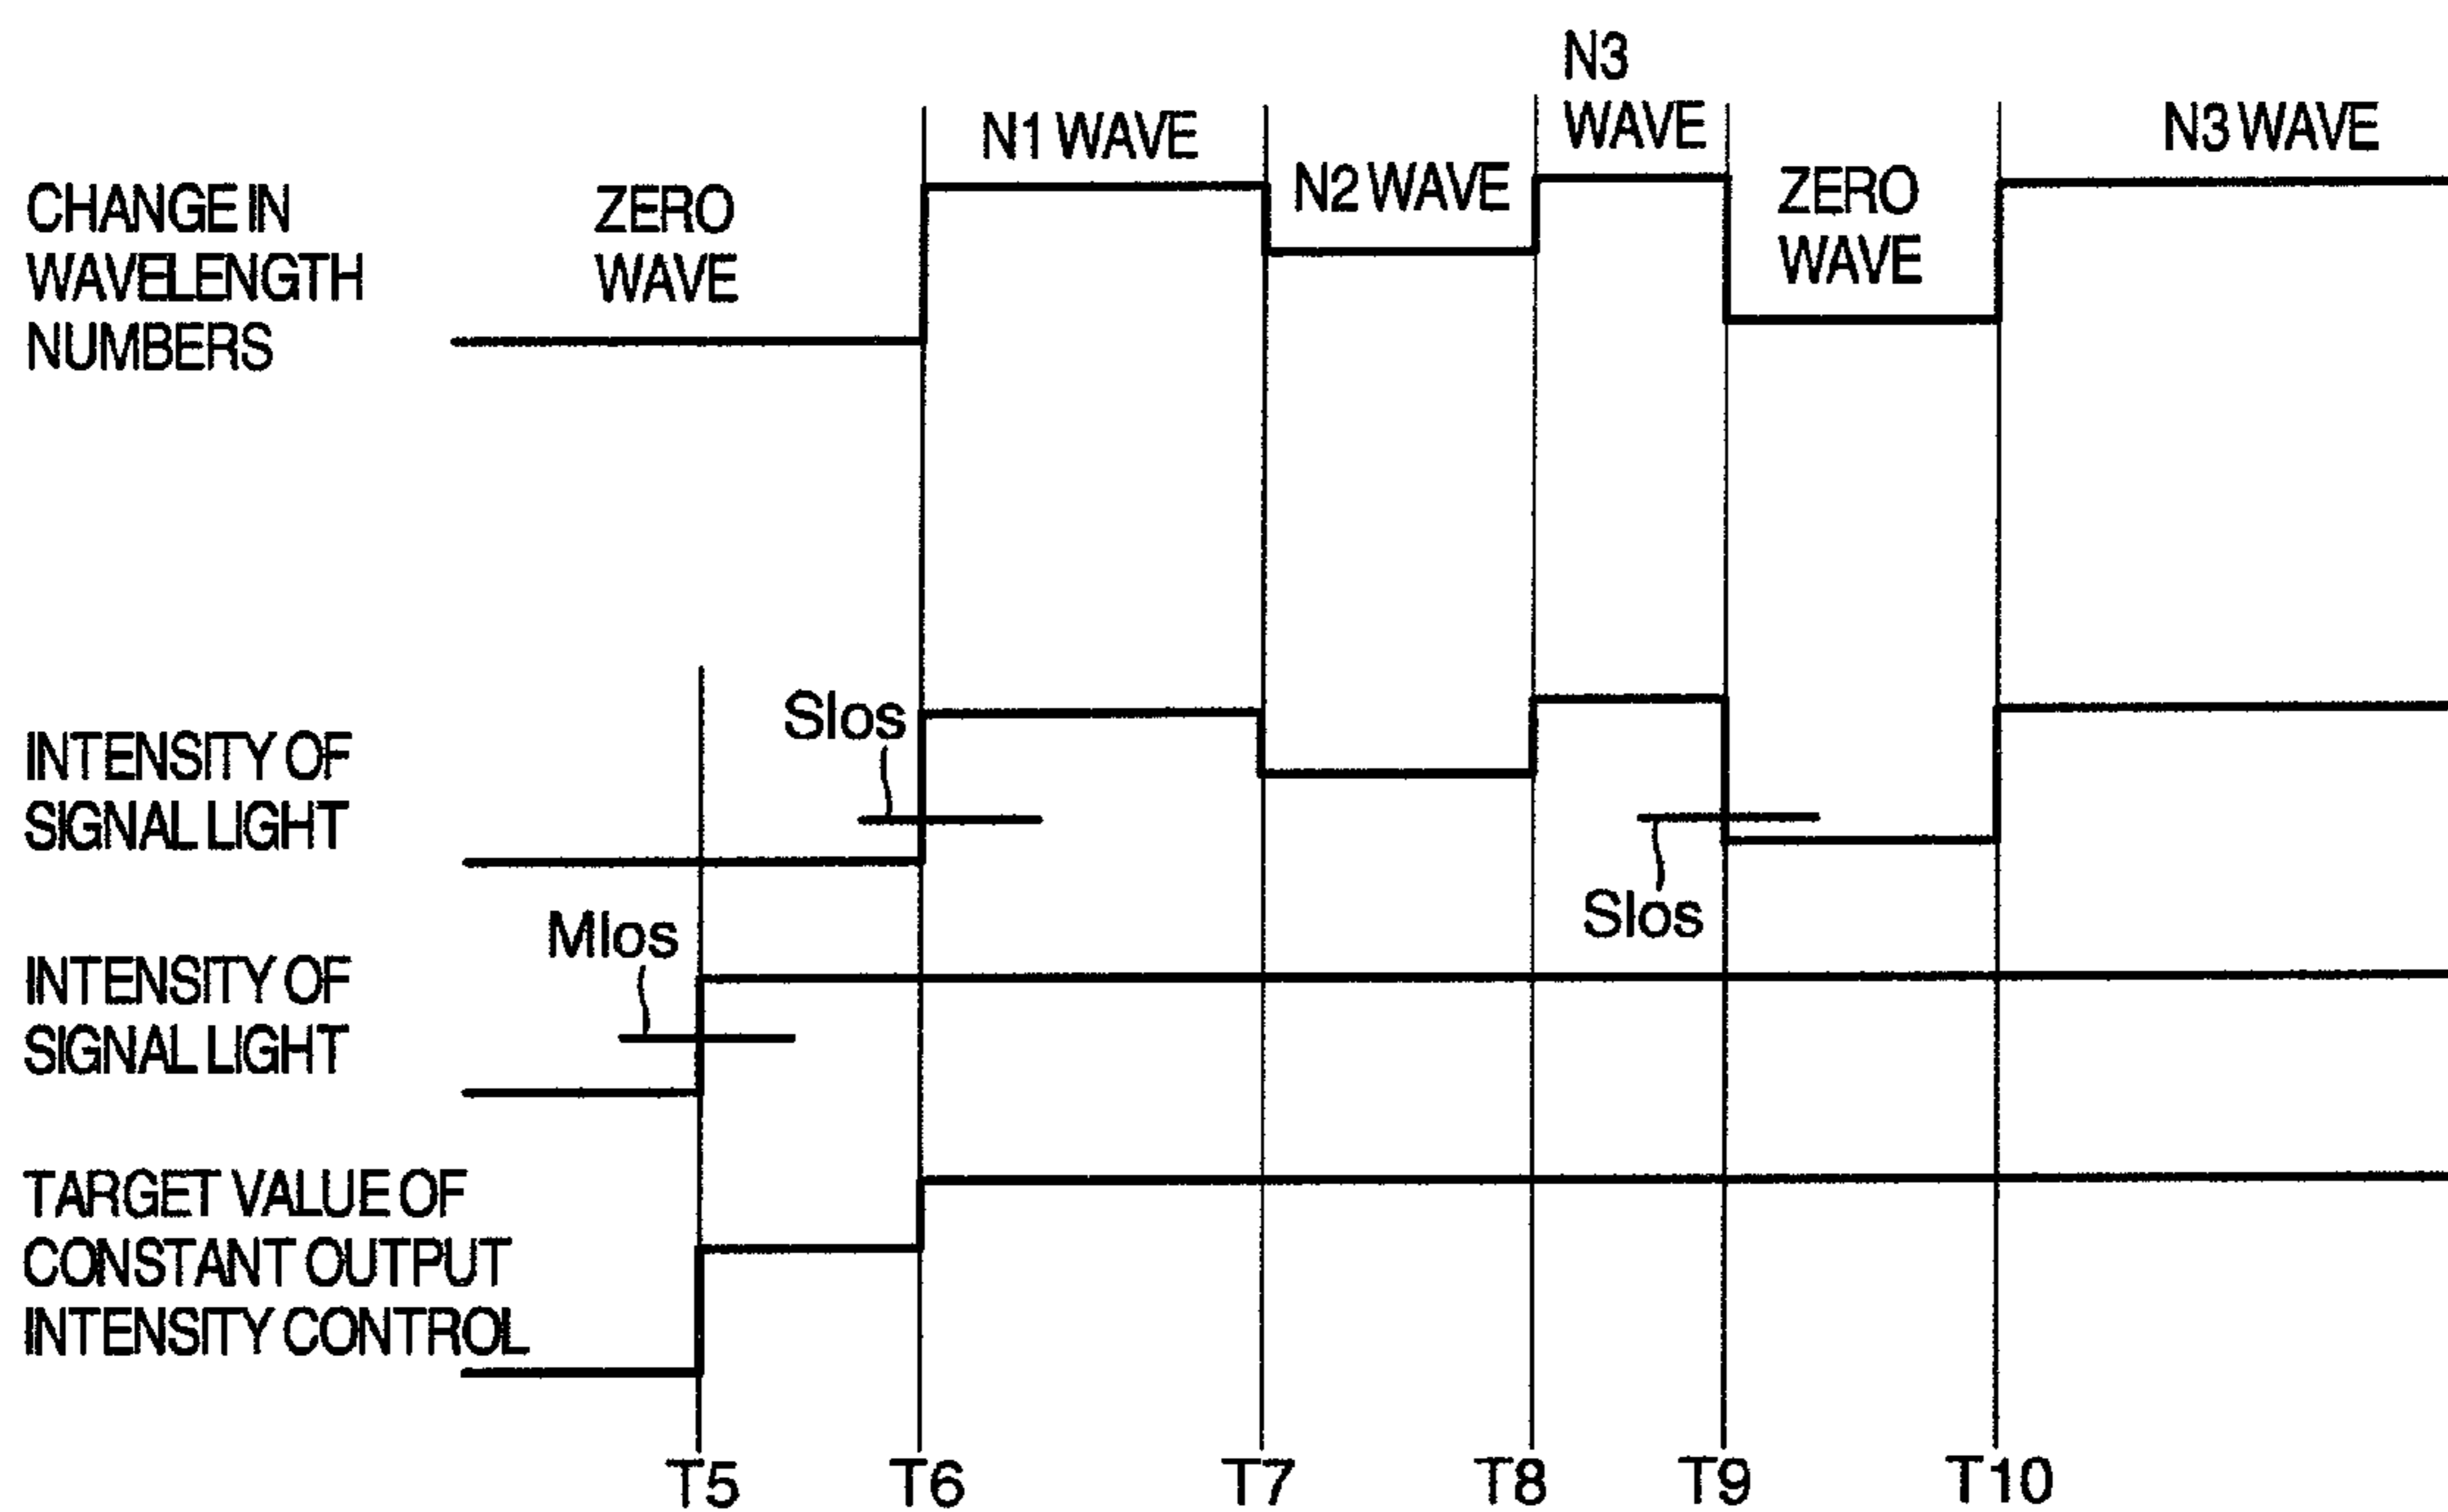 N3
WAVE
N1 WAVE
N3 WAVE
N2 WAVE
CHANGE IN
WAVELENGTH
NUMBERS
ZERO
WAVE
ZERO
WAVE
Slos
INTENSITY OF
SIGNAL LIGHT
Slos
Mlos
INTENSITY OF
SIGNAL LIGHT
TARGET VALUE OF
CONSTANT OUTPUT
INTENSITY CONTROL
T5 T6 T7 T8 T9 T10